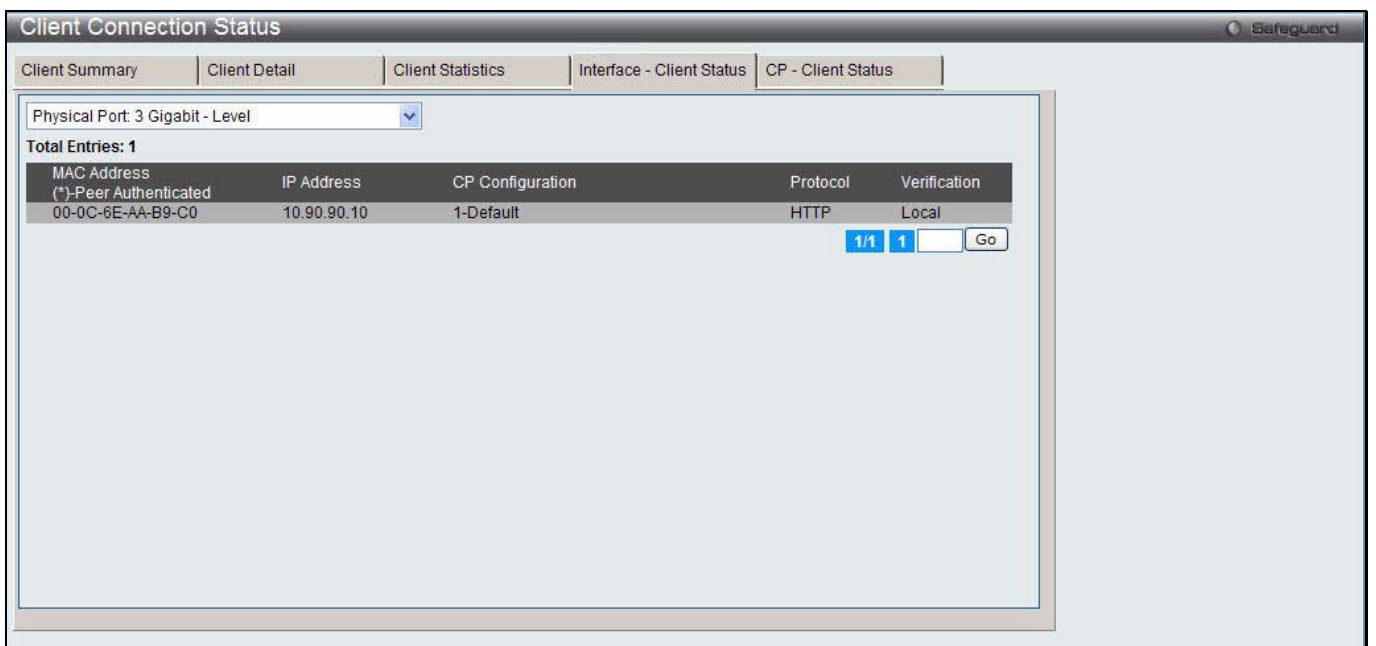 Client Connection Status
Safeguard
Client Summary Client Detail Client Statistics Interface - Client Status CP - Client Status
Physical Port: 3 Gigabit - Level
Total Entries: 1
MAC Address
(*)-Peer Authenticated IP Address CP Configuration Protocol Verification
00-0C-6E-AA-B9-C0 10.90.90.10 1-Default HTTP Local
1/1 1 Go